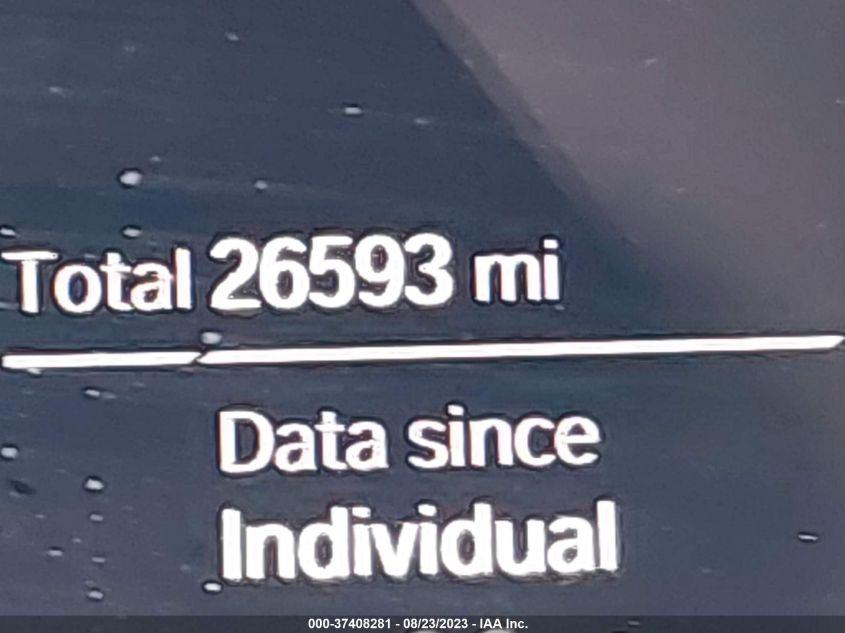 Total 26593 mi
Data since
Individual
000-37408281 - 08/23/2023 - IAA Inc.